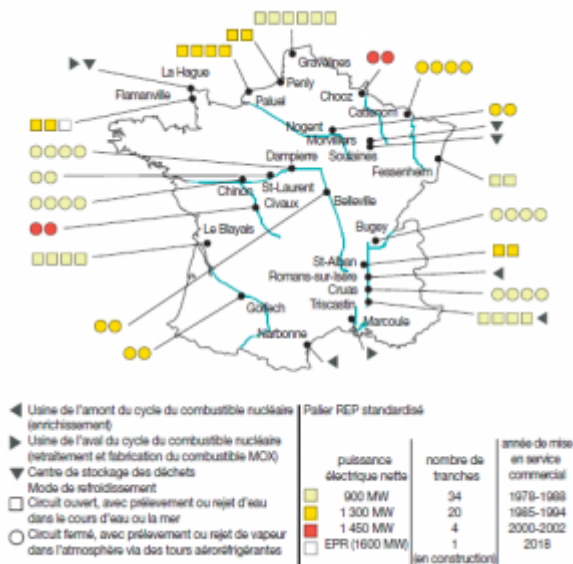 Gravelines
La Hague
Penly
Flamanville
Paluel
Chooz
Cattenom
Nogent
Morvilliers
Soulaines
Dampierre
Fessenheim
St-Laurent
Chinon
Belleville
Civaux
Bugey
Le Blayais
St-Alban
Romans-sur-Isère
Cruas
Golfech
Tricastin
Marcoule
Narbonne
Usine de l'amont du cycle du combustible nucléaire
(enrichissement)
Usine de l'aval du cycle du combustible nucléaire
(retraitement et fabrication du combustible MOX)
Centre de stockage des déchets
Mode de refroidissement
Circuit ouvert, avec prélèvement ou rejet d'eau
dans le cours d'eau ou la mer
Circuit fermé, avec prélèvement ou rejet de vapeur
dans l'atmosphère via des tours aéroréfrigérantes
Palier REP standardisé
puissance électrique nette
nombre de tranches
année de mise en service commercial
900 MW 34 1978-1988
1 300 MW 20 1985-1994
1 450 MW 4 2000-2002
EPR (1600 MW) 1 2018
(en construction)